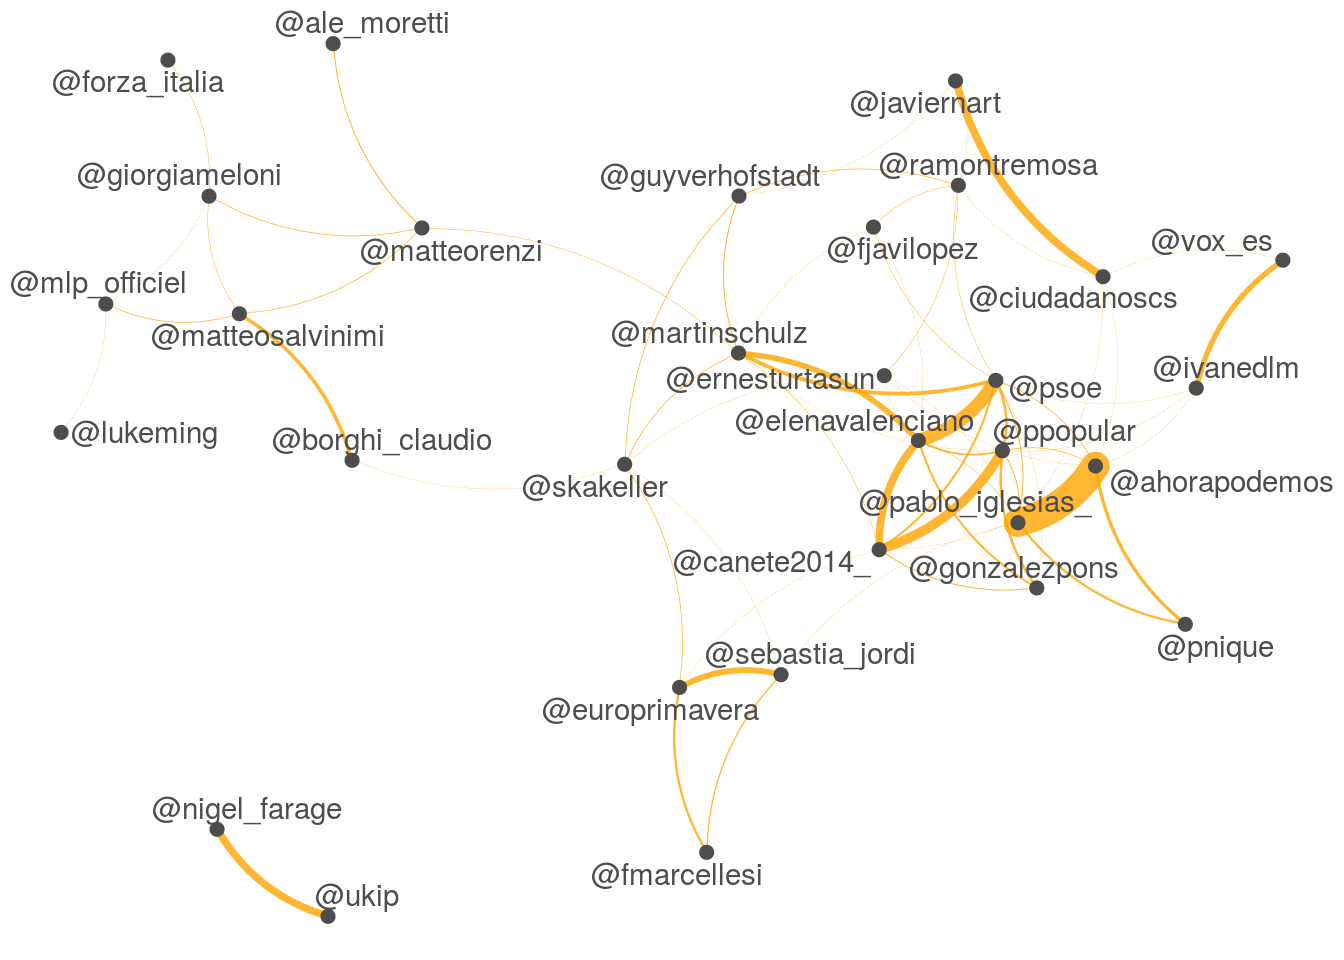 @ale_moretti
@forza_italia
@javiernart
@ramontremosa
@giorgiameloni
@guyverhofstadt
@vox_es
@matteorenzi
@fjavilopez
@mlp_officiel
@ciudadanoscs
@matteosalvinimi
@martinschulz
@ivanedlm
@ernesturtasun
@psoe
@elenavalenciano
@ppopular
@lukeming
@borghi_claudio
@skakeller
@ahorapodemos
@pablo_iglesias_
@canete2014_
@gonzalezpons
@pnique
@sebastia_jordi
@europrimavera
@nigel_farage
@fmarcellesi
@ukip